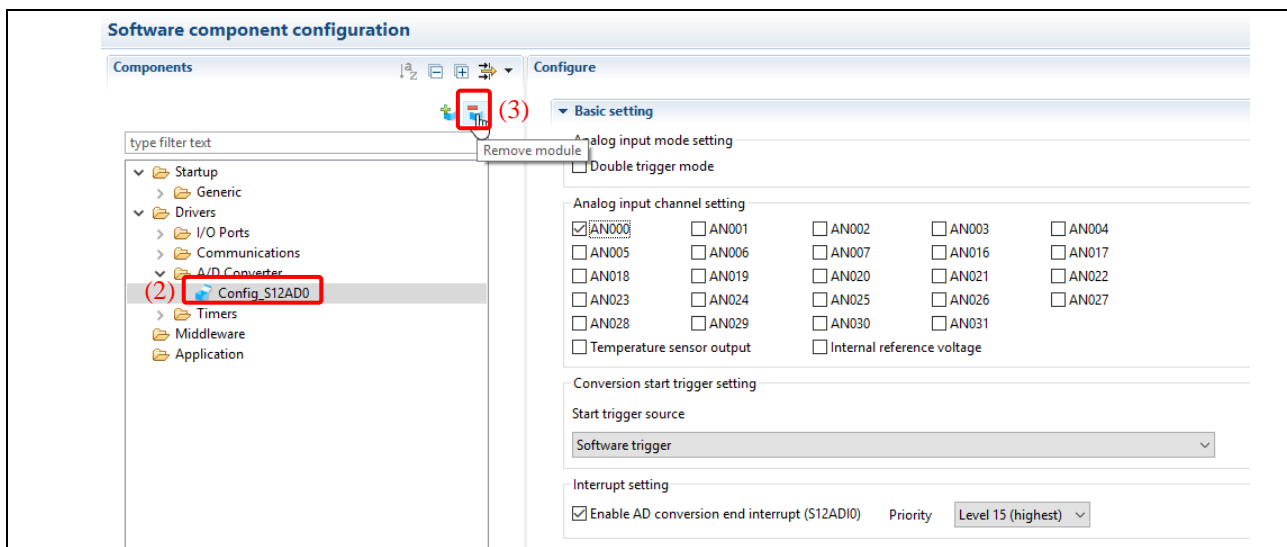 Software component configuration
Components
Configure
(3)
Remove module
type filter text
Startup
Generic
Drivers
I/O Ports
Communications
A/D Converter
(2) Config_S12AD0
Timers
Middleware
Application
Basic setting
Analog input mode setting
Double trigger mode
Analog input channel setting
AN000 AN001 AN002 AN003 AN004
AN005 AN006 AN007 AN016 AN017
AN018 AN019 AN020 AN021 AN022
AN023 AN024 AN025 AN026 AN027
AN028 AN029 AN030 AN031
Temperature sensor output Internal reference voltage
Conversion start trigger setting
Start trigger source
Software trigger
Interrupt setting
Enable AD conversion end interrupt (S12ADI0) Priority Level 15 (highest)